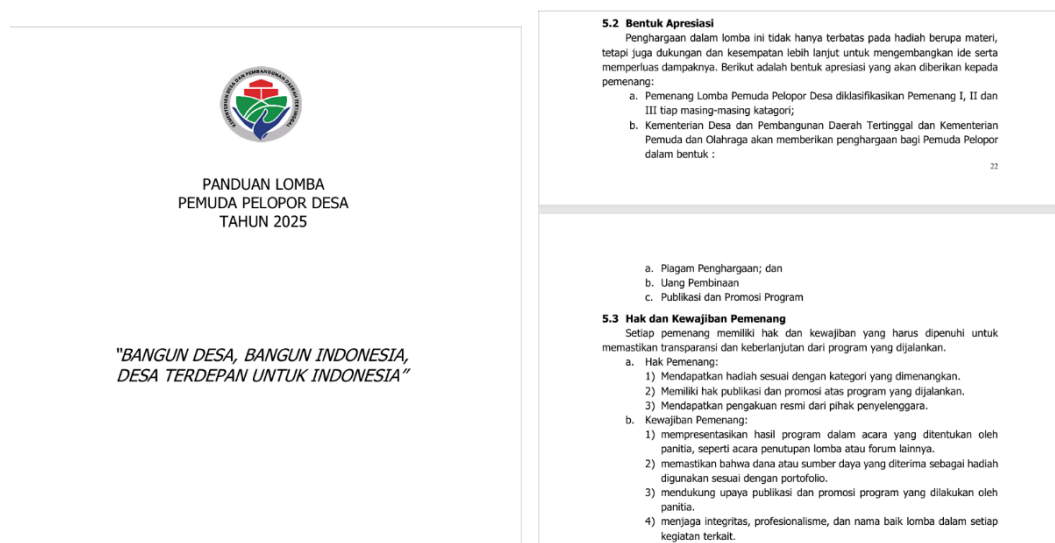 KEMENTERIAN DESA DAN PEMBANGUNAN DAERAH TERTINGGAL
PANDUAN LOMBA
PEMUDA PELOPOR DESA
TAHUN 2025
"BANGUN DESA, BANGUN INDONESIA,
DESA TERDEPAN UNTUK INDONESIA"
5.2 Bentuk Apresiasi
Penghargaan dalam lomba ini tidak hanya terbatas pada hadiah berupa materi,
tetapi juga dukungan dan kesempatan lebih lanjut untuk mengembangkan ide serta
memperluas dampaknya. Berikut adalah bentuk apresiasi yang akan diberikan kepada
pemenang:
a. Pemenang Lomba Pemuda Pelopor Desa diklasifikasikan Pemenang I, II dan
III tiap masing-masing katagori;
b. Kementerian Desa dan Pembangunan Daerah Tertinggal dan Kementerian
Pemuda dan Olahraga akan memberikan penghargaan bagi Pemuda Pelopor
dalam bentuk :
22
a. Piagam Penghargaan; dan
b. Uang Pembinaan
c. Publikasi dan Promosi Program
5.3 Hak dan Kewajiban Pemenang
Setiap pemenang memiliki hak dan kewajiban yang harus dipenuhi untuk
memastikan transparansi dan keberlanjutan dari program yang dijalankan.
a. Hak Pemenang:
1) Mendapatkan hadiah sesuai dengan kategori yang dimenangkan.
2) Memiliki hak publikasi dan promosi atas program yang dijalankan.
3) Mendapatkan pengakuan resmi dari pihak penyelenggara.
b. Kewajiban Pemenang:
1) mempresentasikan hasil program dalam acara yang ditentukan oleh
panitia, seperti acara penutupan lomba atau forum lainnya.
2) memastikan bahwa dana atau sumber daya yang diterima sebagai hadiah
digunakan sesuai dengan portofolio.
3) mendukung upaya publikasi dan promosi program yang dilakukan oleh
panitia.
4) menjaga integritas, profesionalisme, dan nama baik lomba dalam setiap
kegiatan terkait.